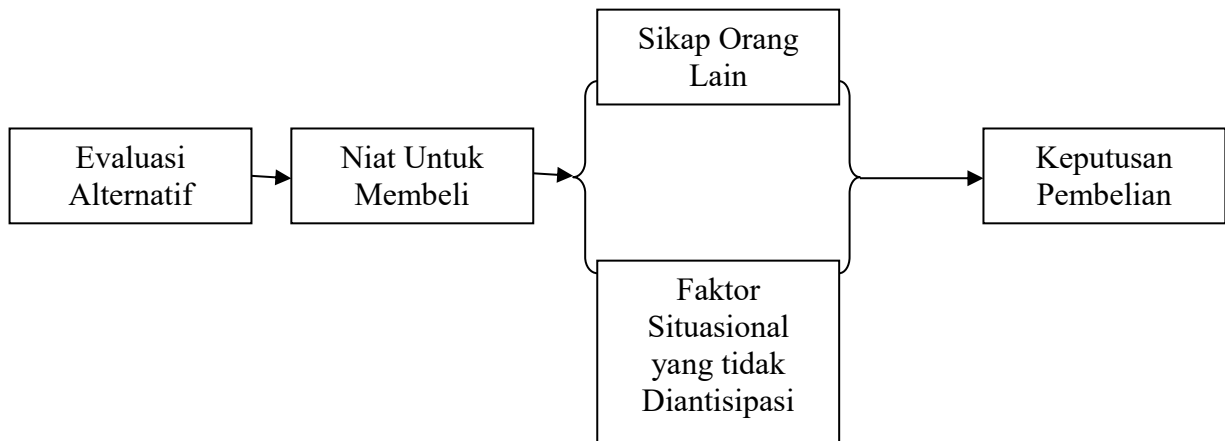 Sikap Orang
Lain
Evaluasi
Alternatif
Niat Untuk
Membeli
Keputusan
Pembelian
Faktor
Situasional
yang tidak
Diantisipasi